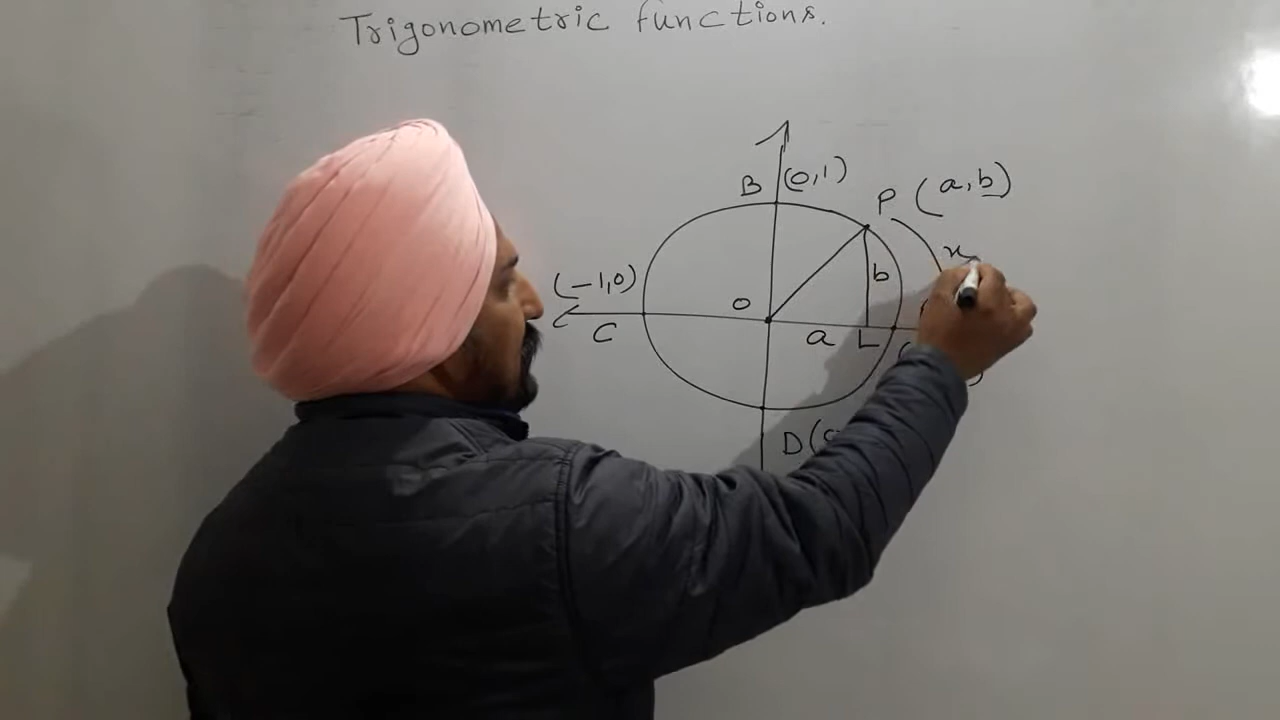 Trigonometric functions.
B (0,1)
P (a,b)
x
(-1,0)
O
b
C
a
L
D(